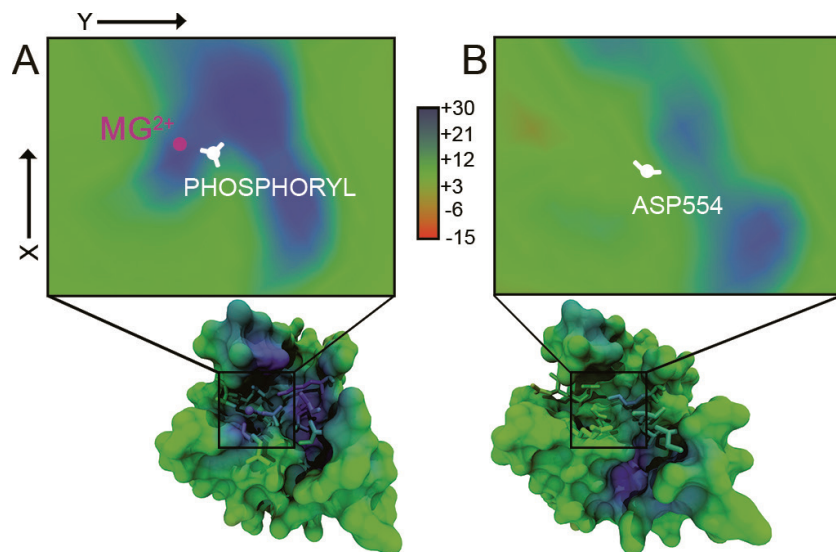 Y
A
B
MG²⁺
PHOSPHORYL
ASP554
X
+30
+21
+12
+3
-6
-15